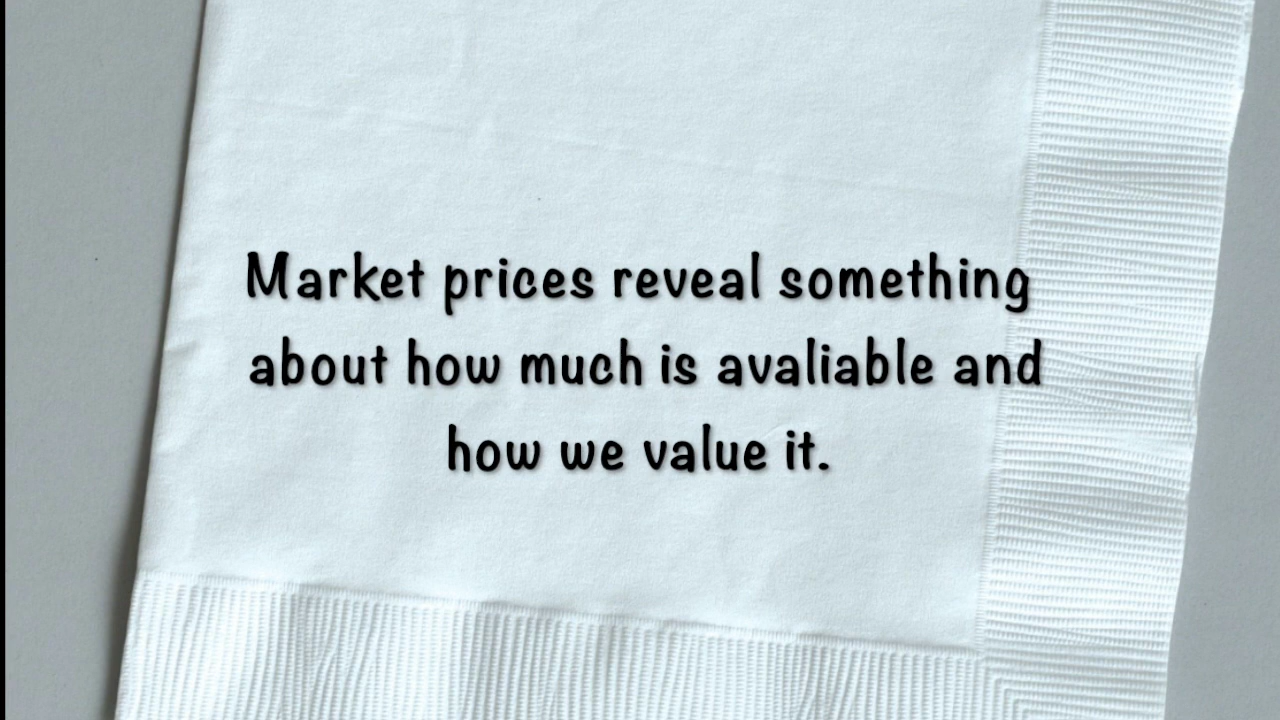 Market prices reveal something
about how much is avaliable and
how we value it.